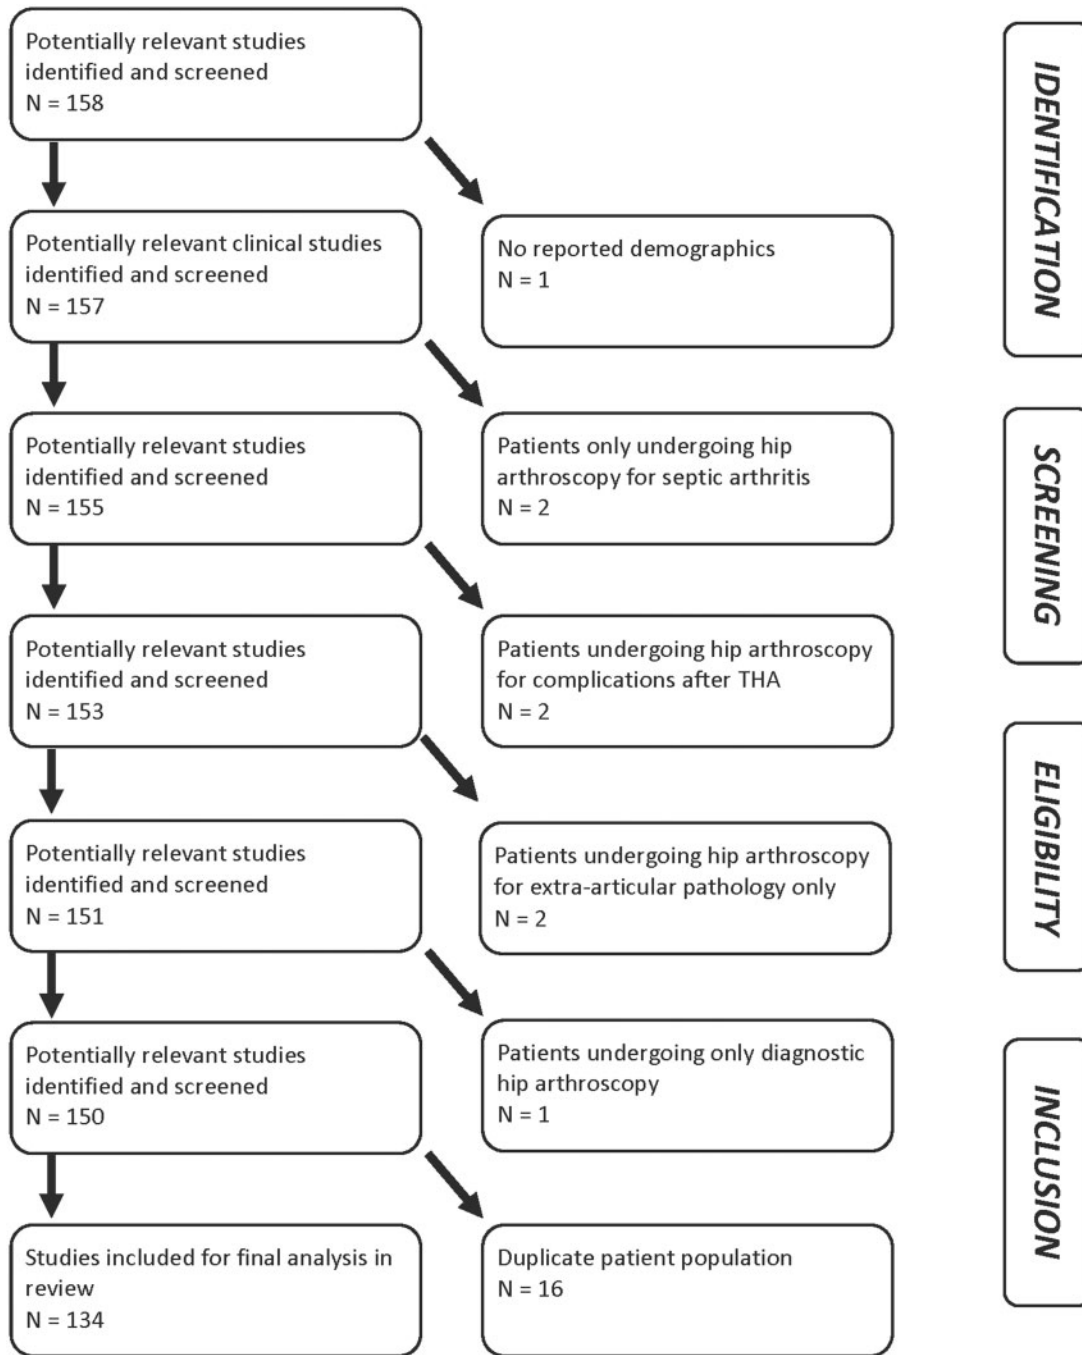 Potentially relevant studies
identified and screened
N = 158
Potentially relevant clinical studies
identified and screened
N = 157
No reported demographics
N = 1
Potentially relevant studies
identified and screened
N = 155
Patients only undergoing hip
arthroscopy for septic arthritis
N = 2
Potentially relevant studies
identified and screened
N = 153
Patients undergoing hip arthroscopy
for complications after THA
N = 2
Potentially relevant studies
identified and screened
N = 151
Patients undergoing hip arthroscopy
for extra-articular pathology only
N = 2
Potentially relevant studies
identified and screened
N = 150
Patients undergoing only diagnostic
hip arthroscopy
N = 1
Studies included for final analysis in
review
N = 134
Duplicate patient population
N = 16
IDENTIFICATION
SCREENING
ELIGIBILITY
INCLUSION